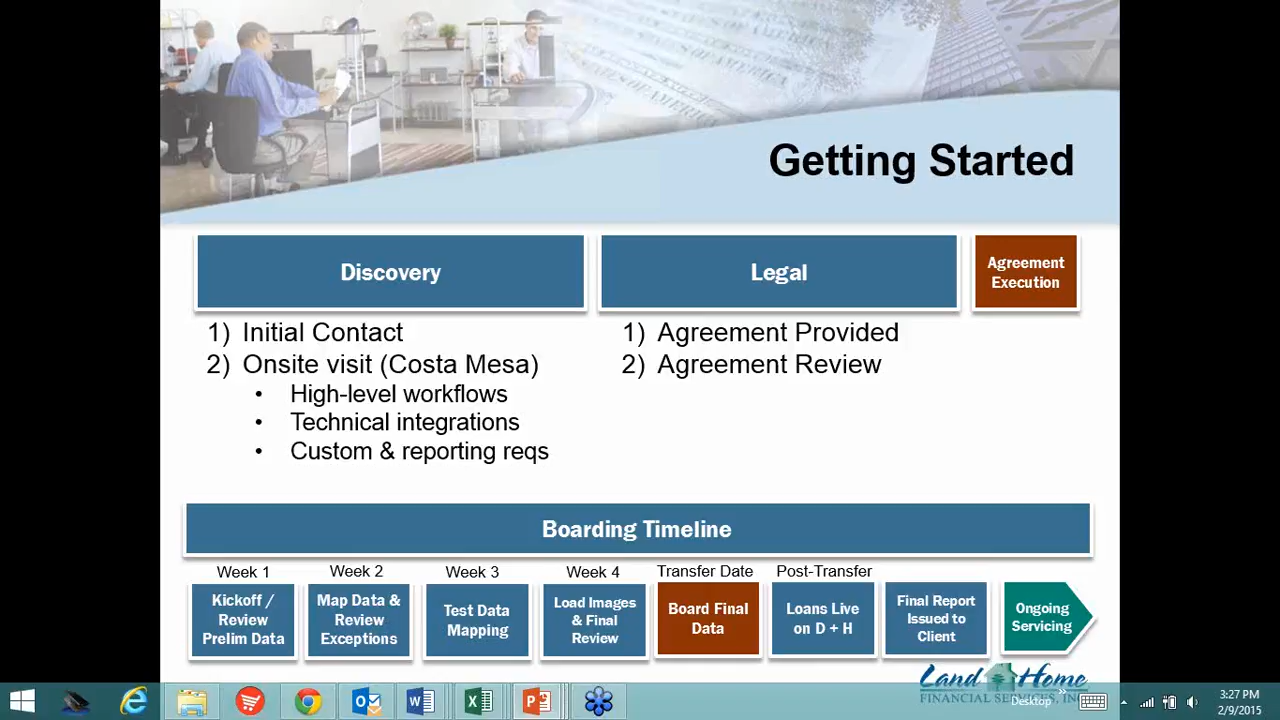 Getting Started
Discovery
Legal
Agreement
Execution
1) Initial Contact
2) Onsite visit (Costa Mesa)
• High-level workflows
• Technical integrations
• Custom & reporting reqs
1) Agreement Provided
2) Agreement Review
Boarding Timeline
Week 1
Week 2
Week 3
Week 4
Transfer Date
Post-Transfer
Kickoff /
Review
Prelim Data
Map Data &
Review
Exceptions
Test Data
Mapping
Load Images
& Final
Review
Board Final
Data
Loans Live
on D + H
Final Report
Issued to
Client
Ongoing
Servicing
Land Home
FINANCIAL SERVICES, INC
Desktop
3:27 PM
2/9/2015